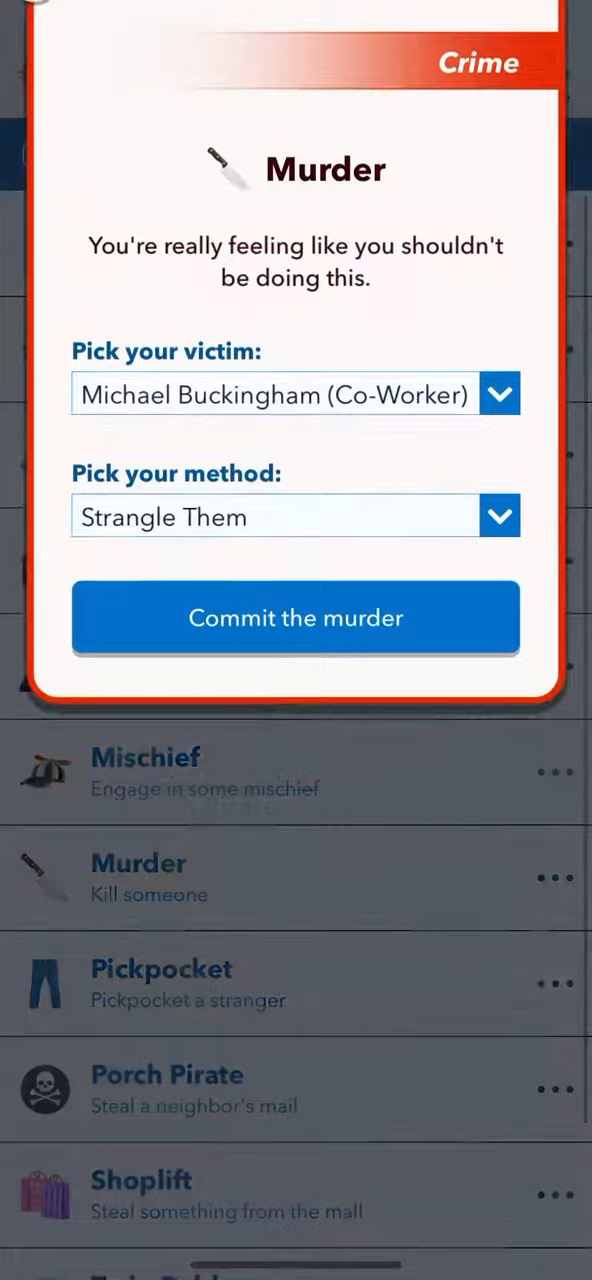 Crime
Murder
You're really feeling like you shouldn't
be doing this.
Pick your victim:
Michael Buckingham (Co-Worker)
Pick your method:
Strangle Them
Commit the murder
Mischief
Engage in some mischief
Murder
Kill someone
Pickpocket
Pickpocket a stranger
Porch Pirate
Steal a neighbor's mail
Shoplift
Steal something from the mall